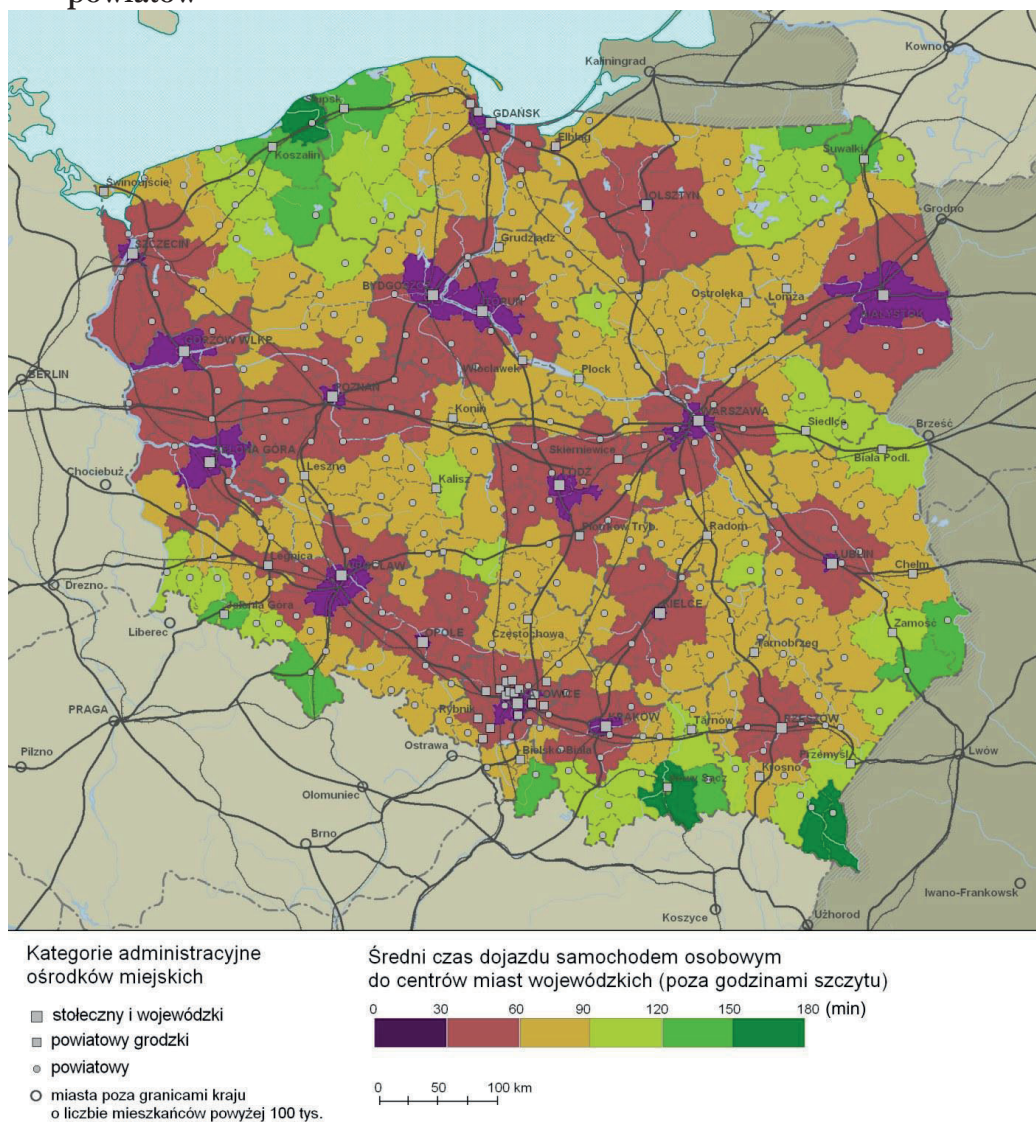 powiatów
Kowno
Kaliningrad
Słupsk
GDAŃSK
Elbląg
Suwałki
Koszalin
Świnoujście
OLSZTYN
Grodno
SZCZECIN
Grudziądz
BYDGOSZCZ
Ostrołęka
Łomża
TORUŃ
BIAŁYSTOK
GORZÓW WLKP.
BERLIN
Włocławek
Płock
POZNAŃ
Konin
WARSZAWA
Siedlce
Brześć
Skierniewice
Biała Podl.
ZIELONA GÓRA
Chociebuż
Leszno
Kalisz
ŁÓDŹ
Piotrków Tryb.
Radom
Legnica
WROCŁAW
LUBLIN
Chełm
Drezno
Jelenia Góra
KIELCE
Liberec
OPOLE
Częstochowa
Zamość
Tarnobrzeg
PRAGA
KATOWICE
Rybnik
KRAKÓW
Tarnów
RZESZÓW
Pilzno
Ostrawa
Bielsko-Biała
Przemyśl
Lwów
Nowy Sącz
Krosno
Ołomuniec
Brno
Iwano-Frankowsk
Koszyce
Użhorod
Kategorie administracyjne
ośrodków miejskich
stołeczny i wojewódzki
powiatowy grodzki
powiatowy
miasta poza granicami kraju
o liczbie mieszkańców powyżej 100 tys.
Średni czas dojazdu samochodem osobowym
do centrów miast wojewódzkich (poza godzinami szczytu)
0 30 60 90 120 150 180 (min)
0 50 100 km